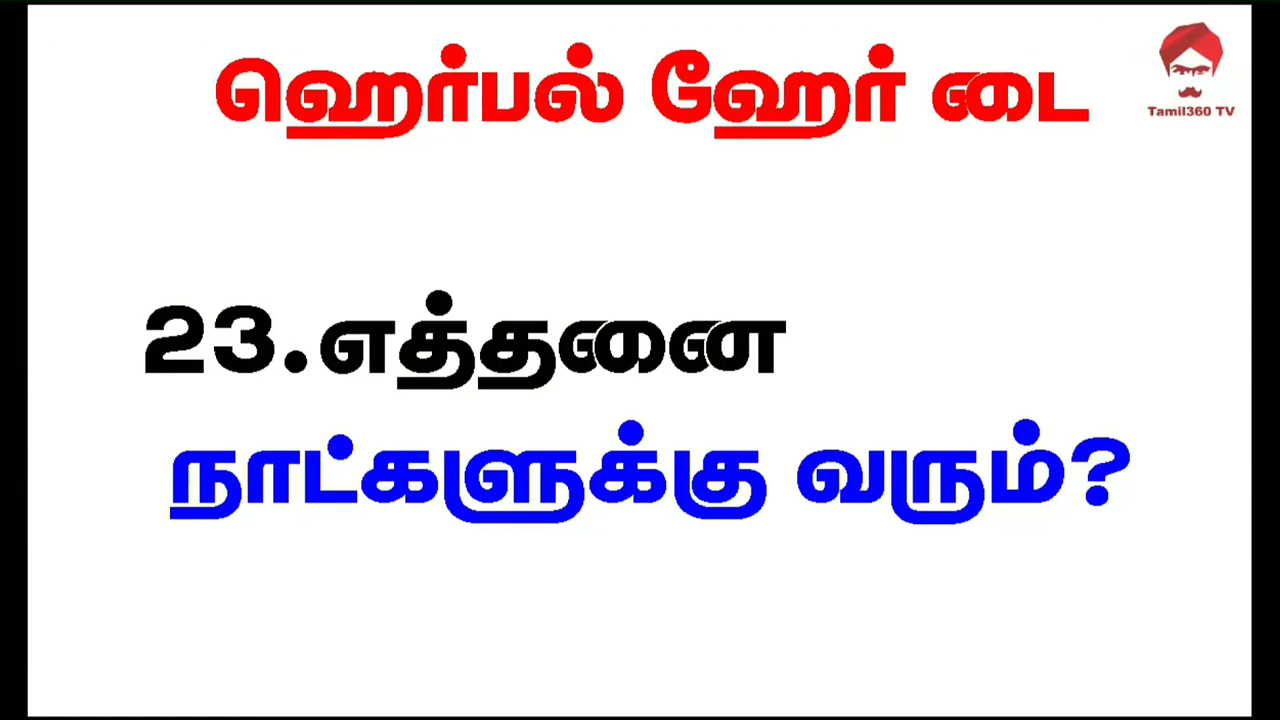 ஹெர்பல் ஹேர் டை
Tamil360 TV
23.எத்தனை
நாட்களுக்கு வரும்?